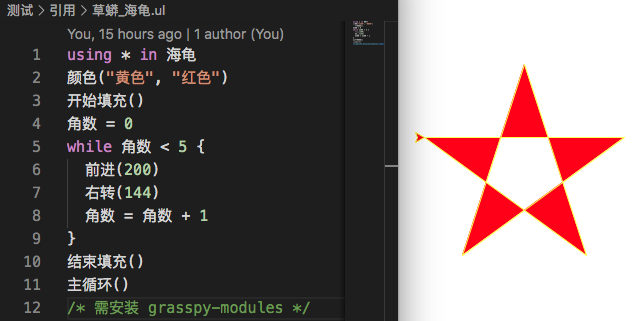 测试 > 引用 > 草蟒_海龟.ul
You, 15 hours ago | 1 author (You)
1 using * in 海龟
2 颜色("黄色", "红色")
3 开始填充()
4 角数 = 0
5 while 角数 < 5 {
6 前进(200)
7 右转(144)
8 角数 = 角数 + 1
9 }
10 结束填充()
11 主循环()
12 /* 需安装 grasspy-modules */